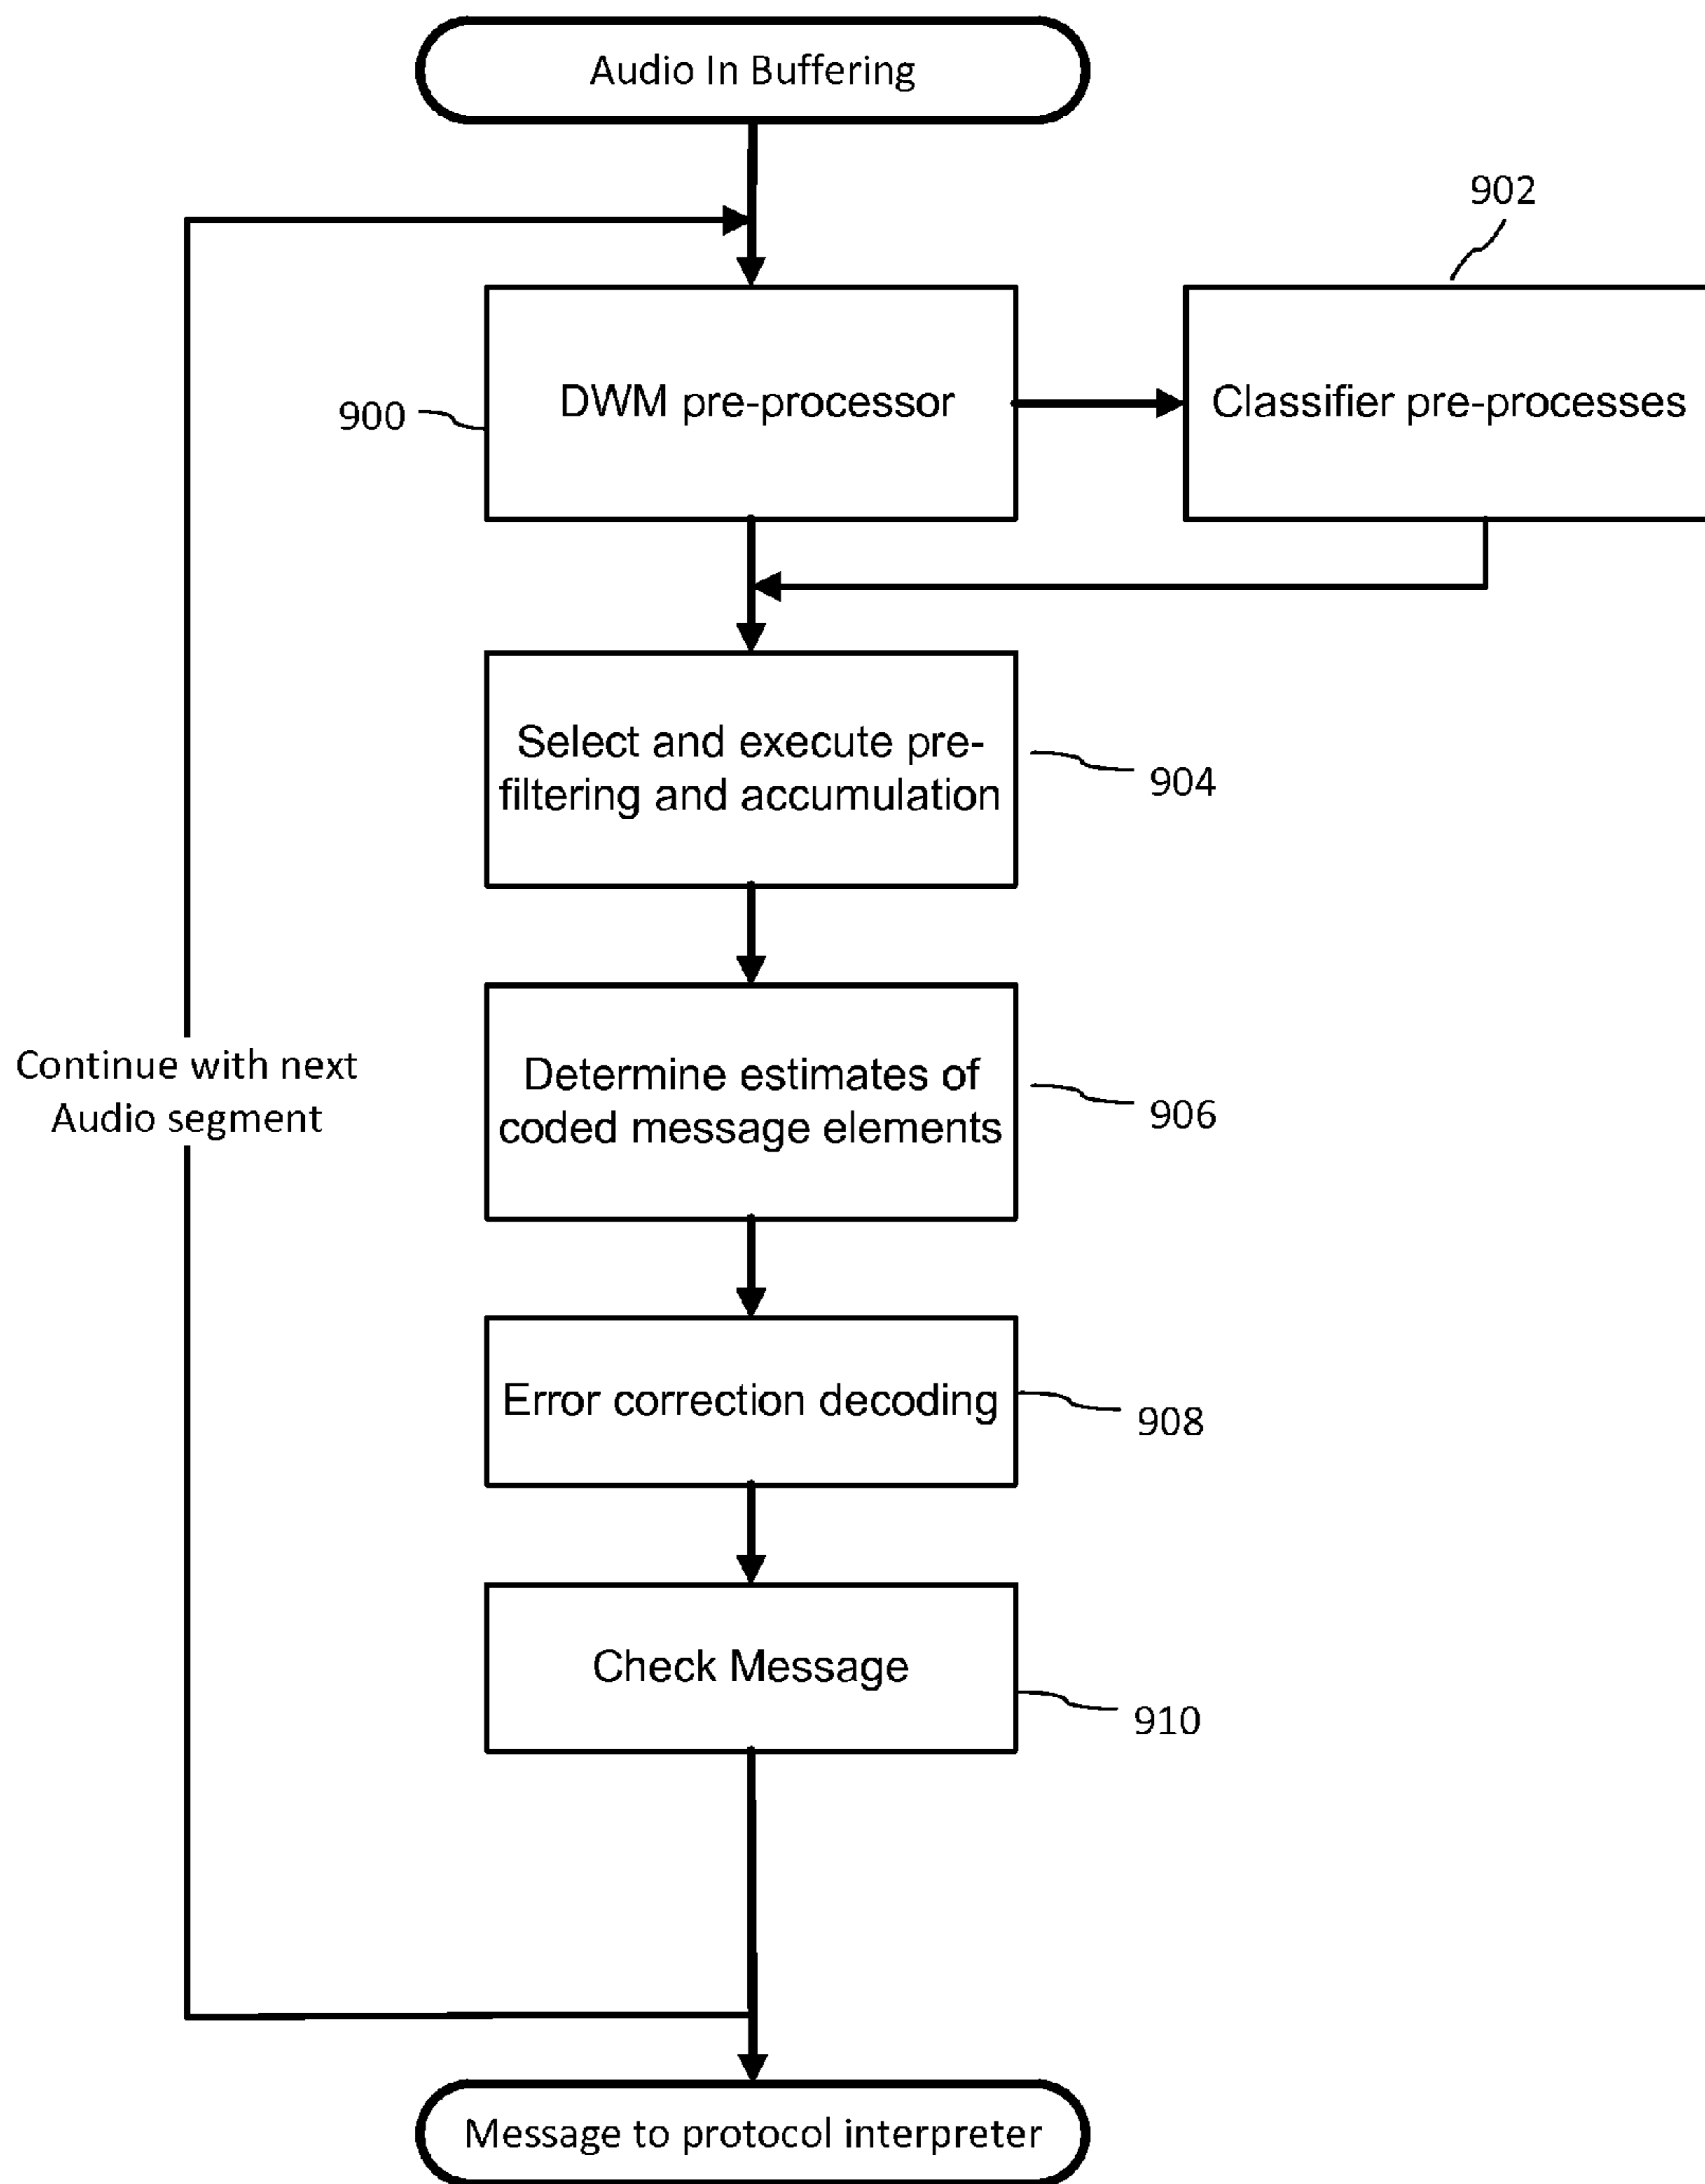 Audio In Buffering
902
DWM pre-processor
Classifier pre-processes
900
Select and execute pre-
filtering and accumulation
904
Continue with next
Audio segment
Determine estimates of
coded message elements
906
Error correction decoding
908
Check Message
910
Message to protocol interpreter